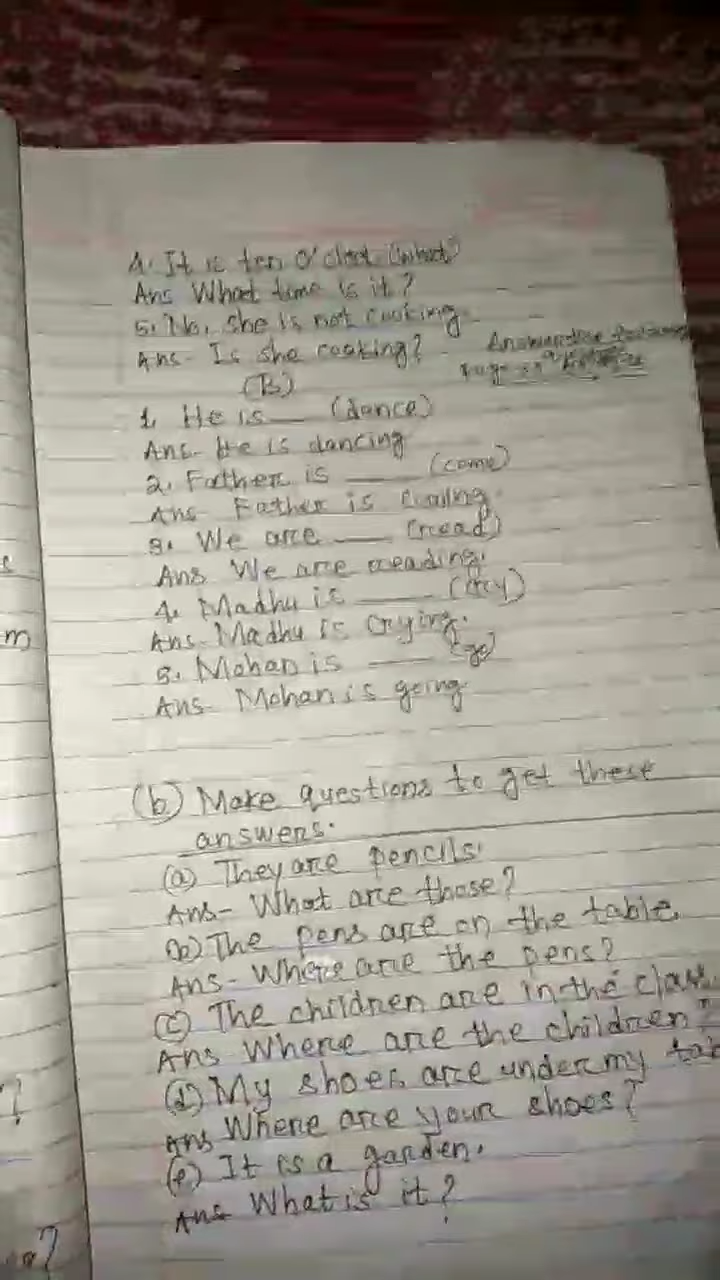 4. It is ten o'clock (what)
Ans What time is it?
5. No, she is not cooking.
Ans- Is she cooking?
Answer the
(B)
1. He is ___ (dance)
Ans- He is dancing
2. Father is ___ (come)
Ans Father is coming.
3. We are ___ (read)
Ans We are reading.
4. Madhu is ___ (cry)
Ans- Madhu is crying.
5. Mohan is ___ (go)
Ans- Mohan is going
(b) Make questions to get these
answers.
(a) They are pencils.
Ans- What are those?
(b) The pens are on the table.
Ans- Where are the pens?
(c) The children are in the clas
Ans Where are the children?
(d) My shoes are under my tab
Ans Where are your shoes?
(e) It is a garden.
Ans What is it?
m
?
?